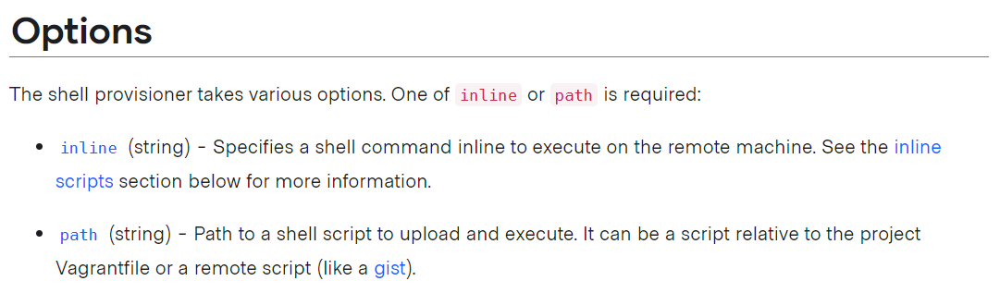 Options
The shell provisioner takes various options. One of inline or path is required:
• inline (string) - Specifies a shell command inline to execute on the remote machine. See the inline
scripts section below for more information.
• path (string) - Path to a shell script to upload and execute. It can be a script relative to the project
Vagrantfile or a remote script (like a gist).